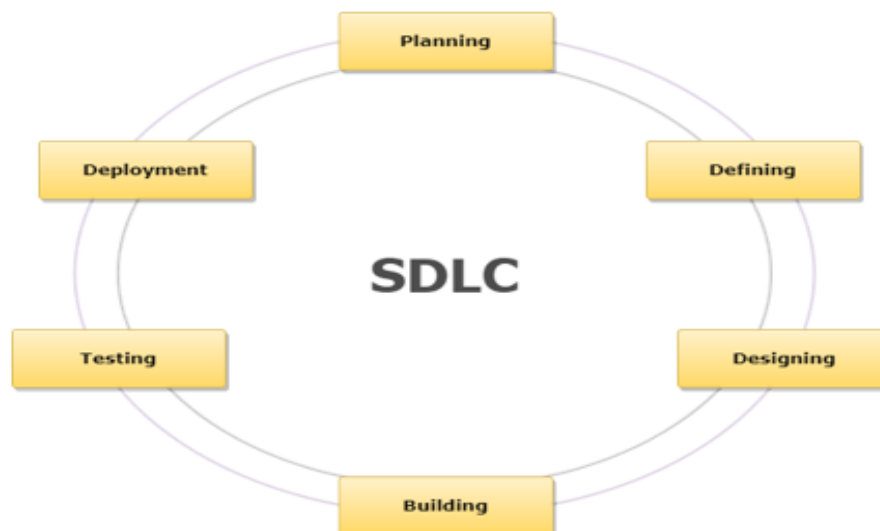 Planning
Deployment
Defining
SDLC
Testing
Designing
Building